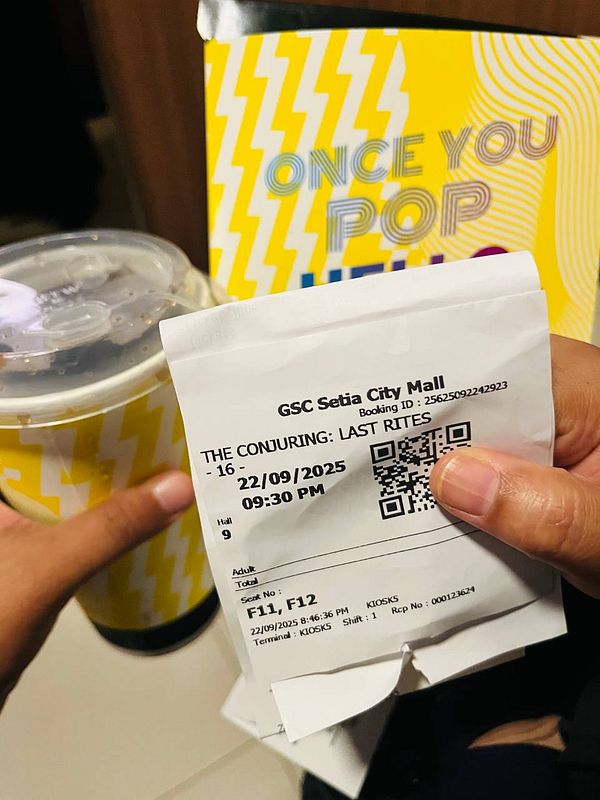 ONCE YOU
POP
GSC Setia City Mall
Booking ID : 25625092242923
THE CONJURING: LAST RITES
- 16 -
22/09/2025
09:30 PM
Hall
9
Adult
Total
Seat No :
F11, F12
22/09/2025 8:46:36 PM KIOSK5
Terminal : KIOSK5 Shift : 1 Rcp No : 000123624